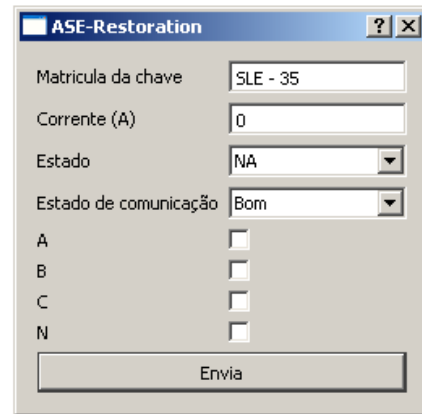 ASE-Restoration
Matricula da chave SLE - 35
Corrente (A) 0
Estado NA
Estado de comunicação Bom
A
B
C
N
Envia